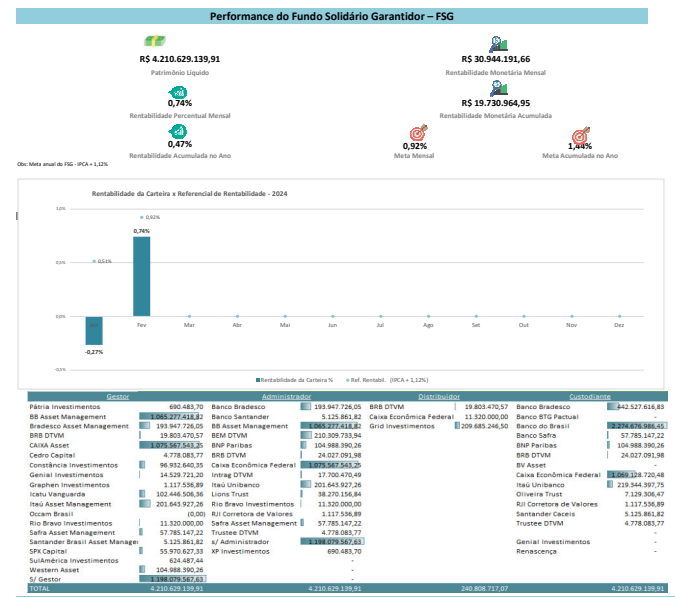 Performance do Fundo Solidário Garantidor – FSG
R$ 4.210.629.139,91 R$ 30.944.191,66
Patrimônio Líquido Rentabilidade Monetária Mensal
0,74% R$ 19.730.964,95
Rentabilidade Percentual Mensal Rentabilidade Monetária Acumulada
0,47% 0,92% 1,44%
Rentabilidade Acumulada no Ano Meta Mensal Meta Acumulada no Ano
Obs: Meta anual do FSG - IPCA + 1,12%
Rentabilidade da Carteira x Referencial de Rentabilidade - 2024
1,0%
0,92%
0,74%
0,5%
0,51%
0,0%
Fev Mar Abr Mai Jun Jul Ago Set Out Nov Dez
-0,27%
-0,5%
Rentabilidade da Carteira % Ref. Rentabil. (IPCA + 1,12%)
Gestor Administrador Distribuidor Custodiante
Pátria Investimentos 690.483,70 Banco Bradesco 193.947.726,05 BRB DTVM 19.803.470,57 Banco Bradesco 442.527.616,83
BB Asset Management 1.065.277.418,82 Banco Santander 5.125.861,82 Caixa Econômica Federal 11.320.000,00 Banco BTG Pactual -
Bradesco Asset Management 193.947.726,05 BB Asset Management 1.065.277.418,82 Grid Investimentos 209.685.246,50 Banco do Brasil 2.274.676.986,45
BRB DTVM 19.803.470,57 BEM DTVM 210.309.733,94 Banco Safra 57.785.147,22
CAIXA Asset 1.075.567.543,25 BNP Paribas 104.988.390,26 BNP Paribas 104.988.390,26
Cedro Capital 4.778.083,77 BRB DTVM 24.027.091,98 BRB DTVM 24.027.091,98
Constância Investimentos 96.932.640,35 Caixa Econômica Federal 1.075.567.543,25 BV Asset -
Genial Investimentos 14.529.721,20 Intrag DTVM 17.700.470,49 Caixa Econômica Federal 1.069.128.720,48
Graphen Investimentos 1.117.536,89 Itaú Unibanco 201.643.927,26 Itaú Unibanco 219.344.397,75
Icatu Vanguarda 102.446.506,36 Lions Trust 38.270.156,84 Oliveira Trust 7.129.306,47
Itaú Asset Management 201.643.927,26 Rio Bravo Investimentos 11.320.000,00 RJI Corretora de Valores 1.117.536,89
Occam Brasil (0,00) RJI Corretora de Valores 1.117.536,89 Santander Caceis 5.125.861,82
Rio Bravo Investimentos 11.320.000,00 Safra Asset Management 57.785.147,22 Trustee DTVM 4.778.083,77
Safra Asset Management 57.785.147,22 Trustee DTVM 4.778.083,77
Santander Brasil Asset Manage 5.125.861,82 s/ Administrador 1.198.079.567,63 Genial Investimentos -
SPX Capital 55.970.627,33 XP Investimentos 690.483,70 Renascença -
SulAmérica Investimentos 624.487,44 -
Western Asset 104.988.390,26 -
S/ Gestor 1.198.079.567,63 -
TOTAL 4.210.629.139,91 4.210.629.139,91 240.808.717,07 4.210.629.139,91